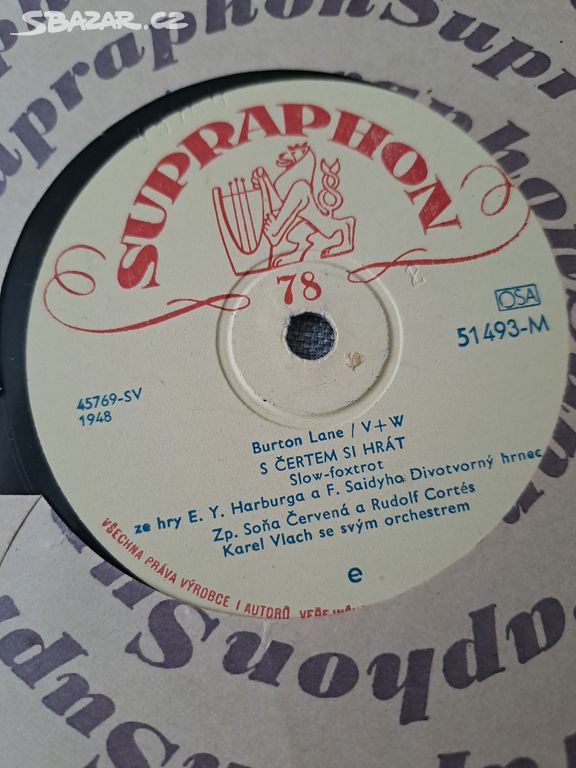 SBAZAR.CZ
SUPRAPHON
78
OSA
51493-M
45769-SV
1948
Burton Lane / V+W
S ČERTEM SI HRÁT
Slow-foxtrot
ze hry E. Y. Harburga a F. Saidyho Divotvorný hrnec
Zp. Soňa Červená a Rudolf Cortés
Karel Vlach se svým orchestrem
e
VŠECHNA PRÁVA VÝROBCE I AUTORŮ
Supraphon